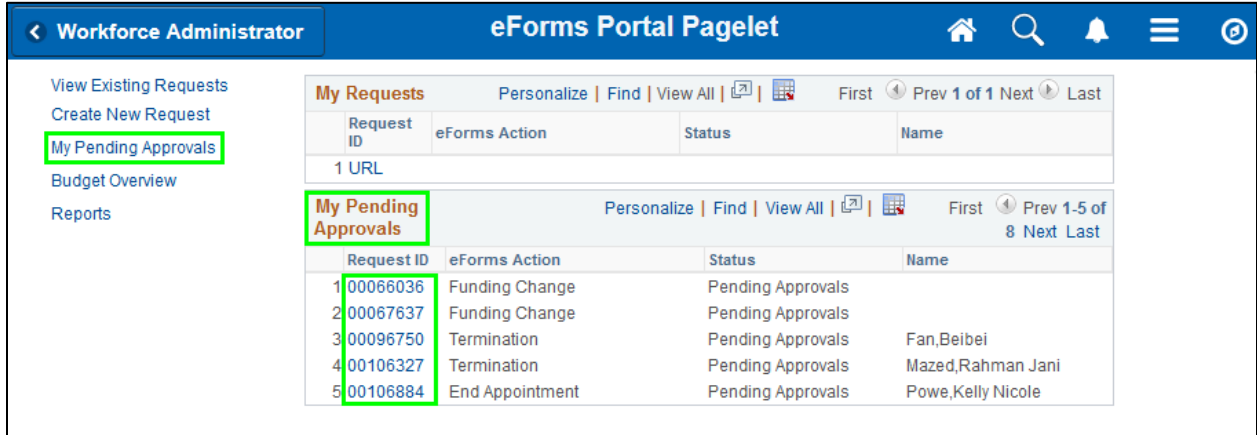 Workforce Administrator eForms Portal Pagelet
View Existing Requests
Create New Request
My Pending Approvals
Budget Overview
Reports
My Requests Personalize | Find | View All | | First Prev 1 of 1 Next Last
Request ID eForms Action Status Name
1 URL
My Pending Approvals Personalize | Find | View All | | First Prev 1-5 of
8 Next Last
Request ID eForms Action Status Name
1 00066036 Funding Change Pending Approvals
2 00067637 Funding Change Pending Approvals
3 00096750 Termination Pending Approvals Fan,Beibei
4 00106327 Termination Pending Approvals Mazed,Rahman Jani
5 00106884 End Appointment Pending Approvals Powe,Kelly Nicole